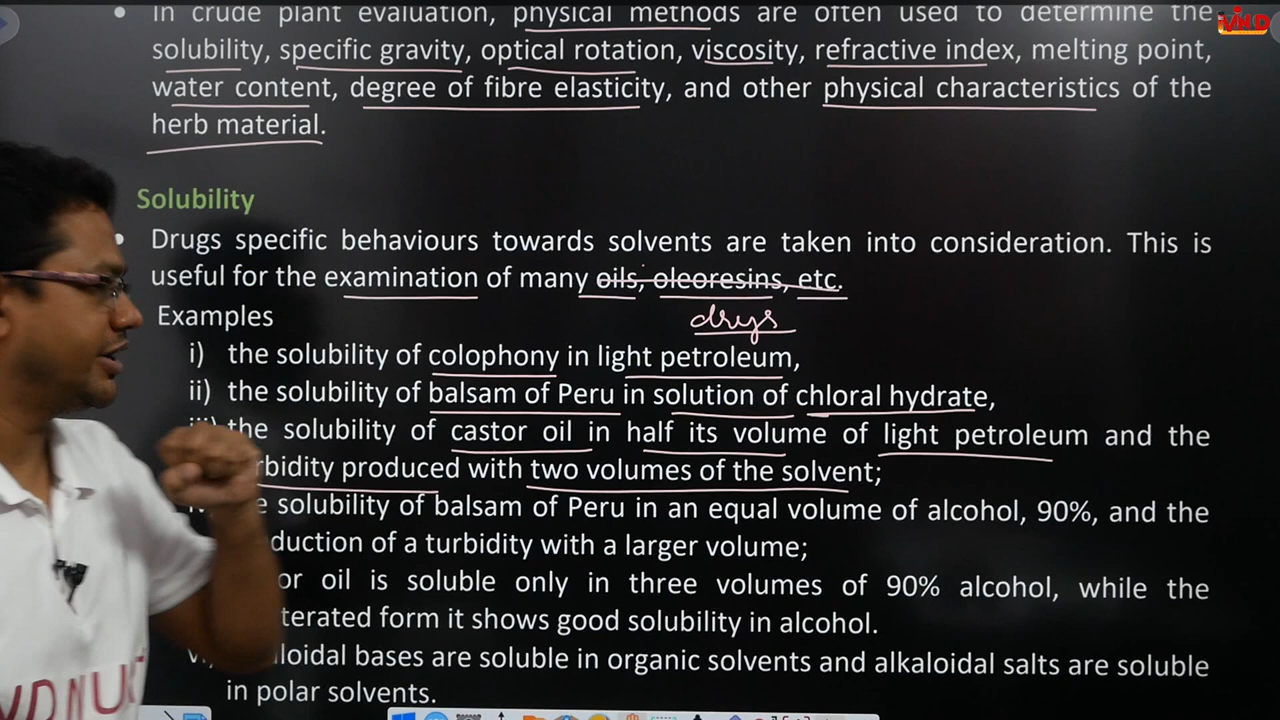 • In crude plant evaluation, physical methods are often used to determine the
solubility, specific gravity, optical rotation, viscosity, refractive index, melting point,
water content, degree of fibre elasticity, and other physical characteristics of the
herb material.
Solubility
• Drugs specific behaviours towards solvents are taken into consideration. This is
useful for the examination of many oils, oleoresins, etc.
drugs
Examples
i) the solubility of colophony in light petroleum,
ii) the solubility of balsam of Peru in solution of chloral hydrate,
the solubility of castor oil in half its volume of light petroleum and the
rbidity produced with two volumes of the solvent;
e solubility of balsam of Peru in an equal volume of alcohol, 90%, and the
duction of a turbidity with a larger volume;
or oil is soluble only in three volumes of 90% alcohol, while the
terated form it shows good solubility in alcohol.
loidal bases are soluble in organic solvents and alkaloidal salts are soluble
in polar solvents.